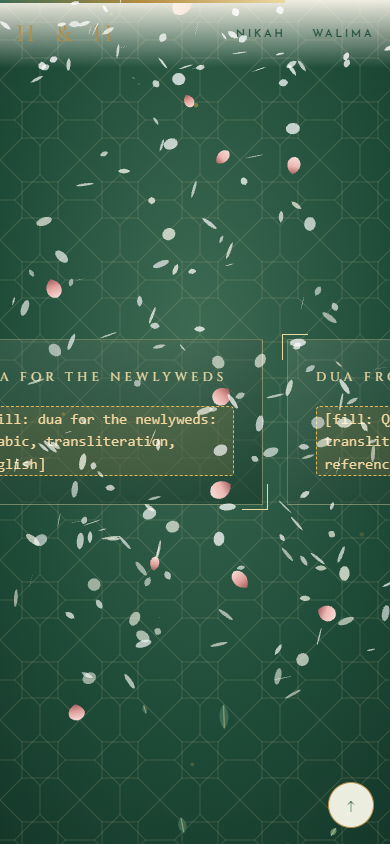 H & H
NIKAH WALIMA
A FOR THE NEWLYWEDS
ill: dua for the newlyweds:
abic, transliteration,
glish]
DUA FRO
[fill: Q
translit
referenc
↑